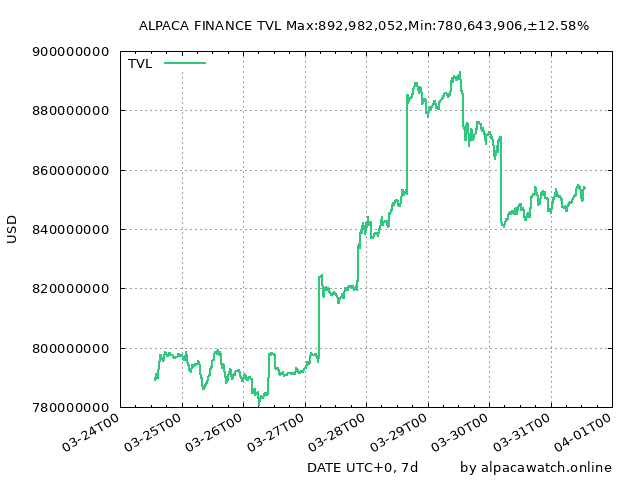 ALPACA FINANCE TVL Max:892,982,052,Min:780,643,906,±12.58%
900000000
TVL
880000000
860000000
840000000
820000000
800000000
780000000
USD
03-24T00
03-25T00
03-26T00
03-27T00
03-28T00
03-29T00
03-30T00
03-31T00
04-01T00
DATE UTC+0, 7d
by alpacawatch.online